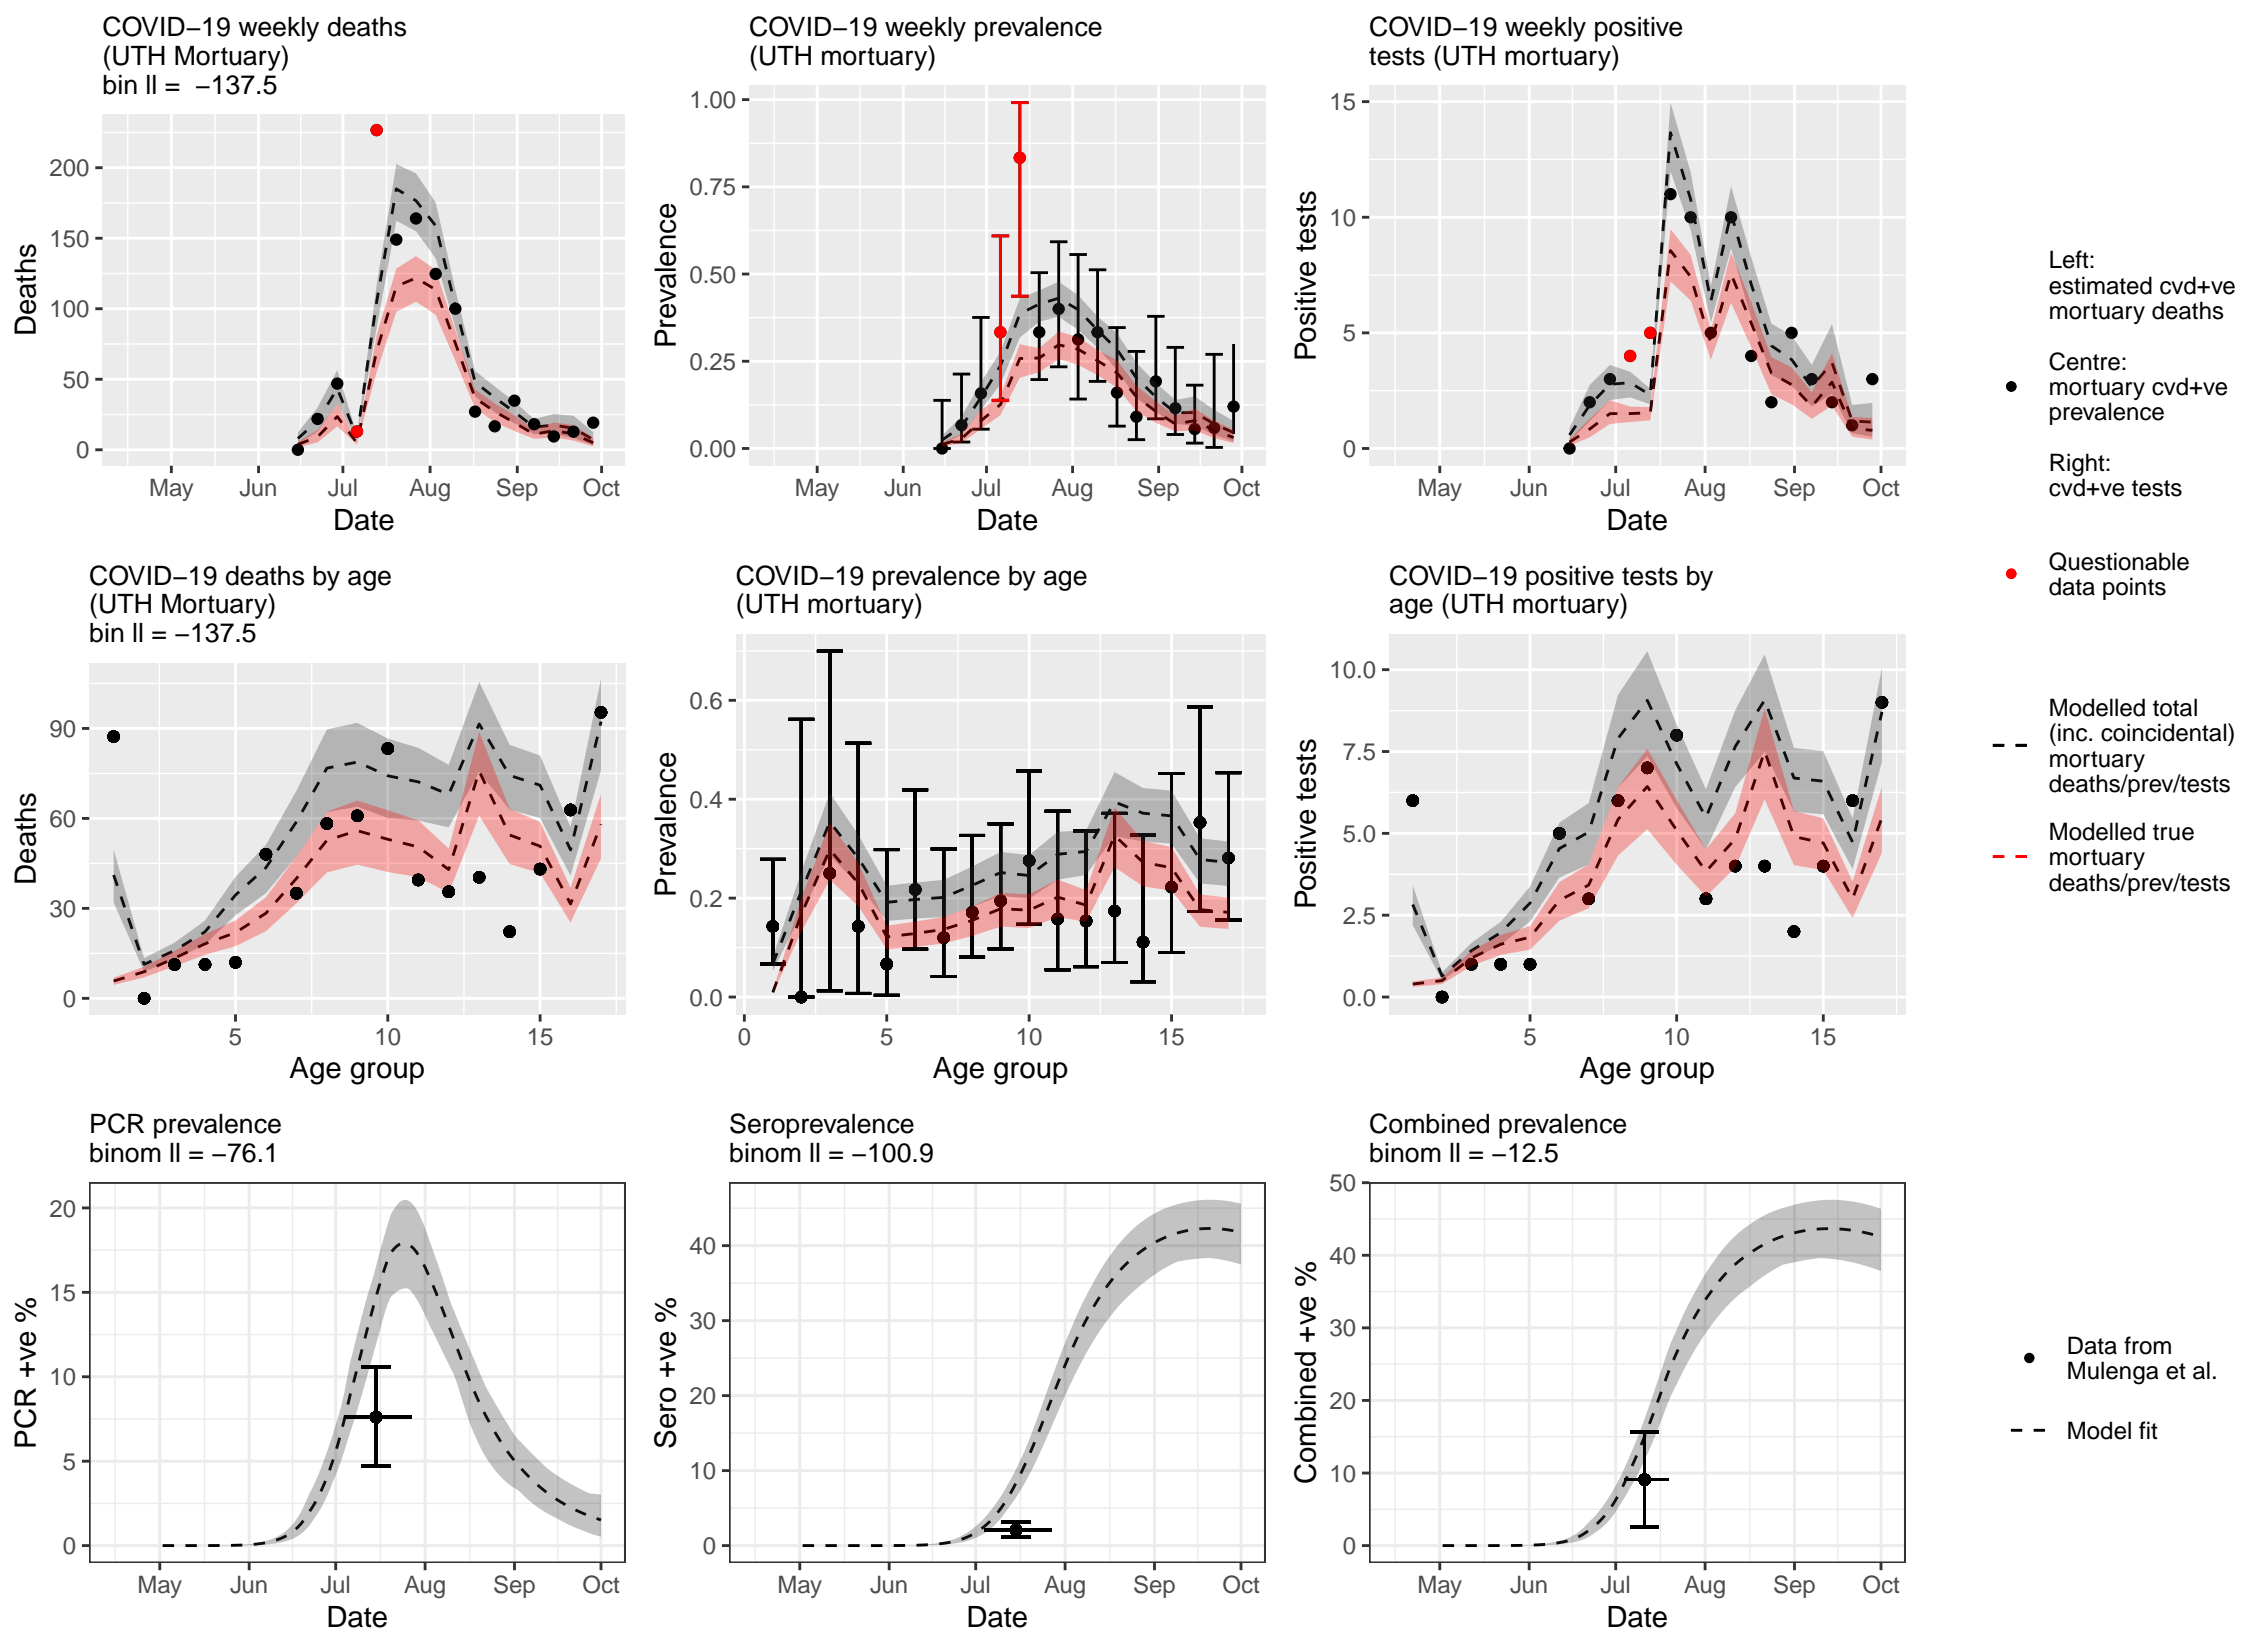 COVID−19 weekly deaths
(UTH Mortuary)
bin ll =  −137.5
200
150
100
50
0
Deaths
May Jun Jul Aug Sep Oct
Date
COVID−19 weekly prevalence
(UTH mortuary)
1.00
0.75
0.50
0.25
0.00
Prevalence
May Jun Jul Aug Sep Oct
Date
COVID−19 weekly positive
tests (UTH mortuary)
15
10
5
0
Positive tests
May Jun Jul Aug Sep Oct
Date
Left:
estimated cvd+ve
mortuary deaths
Centre:
mortuary cvd+ve
prevalence
Right:
cvd+ve tests
Questionable
data points
COVID−19 deaths by age
(UTH Mortuary)
bin ll = −137.5
90
60
30
0
Deaths
5 10 15
Age group
COVID−19 prevalence by age
(UTH mortuary)
0.6
0.4
0.2
0.0
Prevalence
0 5 10 15
Age group
COVID−19 positive tests by
age (UTH mortuary)
10.0
7.5
5.0
2.5
0.0
Positive tests
5 10 15
Age group
Modelled total
(inc. coincidental)
mortuary
deaths/prev/tests
Modelled true
mortuary
deaths/prev/tests
PCR prevalence
binom ll = −76.1
20
15
10
5
0
PCR +ve %
May Jun Jul Aug Sep Oct
Date
Seroprevalence
binom ll = −100.9
40
30
20
10
0
Sero +ve %
May Jun Jul Aug Sep Oct
Date
Combined prevalence
binom ll = −12.5
50
40
30
20
10
0
Combined +ve %
May Jun Jul Aug Sep Oct
Date
Data from
Mulenga et al.
Model fit